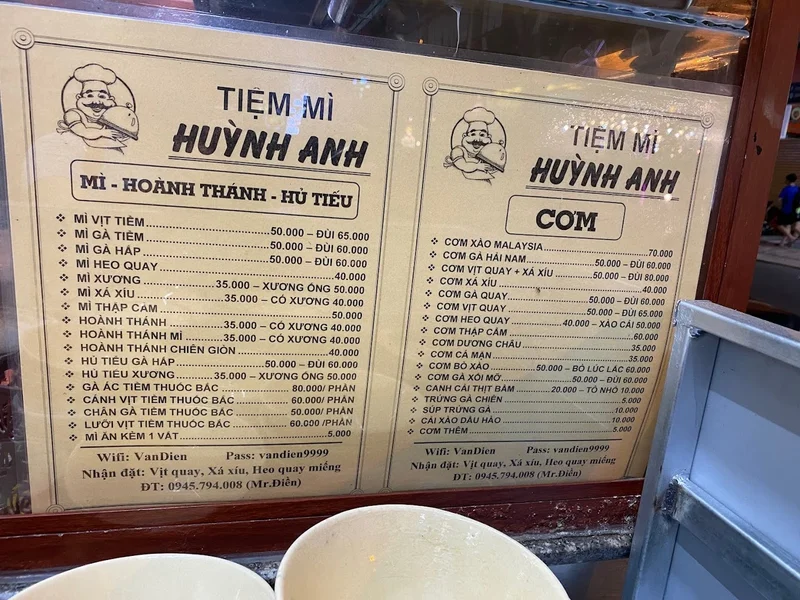 TIỆM MÌ
HUỲNH ANH
MÌ - HOÀNH THÁNH - HỦ TIẾU
❖ MÌ VỊT TIỀM........50.000 – ĐÙI 65.000
❖ MÌ GÀ TIỀM........50.000 – ĐÙI 60.000
❖ MÌ GÀ HẤP........50.000 – ĐÙI 60.000
❖ MÌ HEO QUAY........40.000
❖ MÌ XƯƠNG........35.000 – XƯƠNG ỐNG 50.000
❖ MÌ XÁ XÍU........35.000 – CÓ XƯƠNG 40.000
❖ MÌ THẬP CẨM........50.000
❖ HOÀNH THÁNH........35.000 – CÓ XƯƠNG 40.000
❖ HOÀNH THÁNH MÌ........35.000 – CÓ XƯƠNG 40.000
❖ HOÀNH THÁNH CHIÊN GIÒN........40.000
❖ HỦ TIẾU GÀ HẤP........50.000 – ĐÙI 60.000
❖ HỦ TIẾU XƯƠNG........35.000 – XƯƠNG ỐNG 50.000
❖ GÀ ÁC TIỀM THUỐC BẮC........80.000/ PHẦN
❖ CÁNH VỊT TIỀM THUỐC BẮC........60.000/ PHẦN
❖ CHÂN GÀ TIỀM THUỐC BẮC........50.000/ PHẦN
❖ LƯỠI VỊT TIỀM THUỐC BẮC........60.000 /PHẦN
❖ MÌ ĂN KÈM 1 VẮT........5.000
Wifi: VanDien Pass: vandien9999
Nhận đặt: Vịt quay, Xá xíu, Heo quay miếng
ĐT: 0945.794.008 (Mr.Điền)
TIỆM MÌ
HUỲNH ANH
CƠM
❖ CƠM XÀO MALAYSIA........70.000
❖ CƠM GÀ HẢI NAM........50.000 – ĐÙI 60.000
❖ CƠM VỊT QUAY + XÁ XÍU........50.000 – ĐÙI 80.000
❖ CƠM XÁ XÍU........40.000
❖ CƠM GÀ QUAY........50.000 – ĐÙI 60.000
❖ CƠM VỊT QUAY........50.000 – ĐÙI 65.000
❖ CƠM HEO QUAY........40.000 – XÀO CẢI 50.000
❖ CƠM THẬP CẨM........60.000
❖ CƠM DƯƠNG CHÂU........35.000
❖ CƠM CÁ MẶN........35.000
❖ CƠM BÒ XÀO........50.000 – BÒ LÚC LẮC 60.000
❖ CƠM GÀ XỐI MỠ........50.000 – ĐÙI 60.000
❖ CANH CẢI THỊT BẰM........20.000 – TÔ NHỎ 10.000
❖ TRỨNG GÀ CHIÊN........5.000
❖ SÚP TRỨNG GÀ........10.000
❖ CẢI XÀO DẦU HÀO........10.000
❖ CƠM THÊM........5.000
Wifi: VanDien Pass: vandien9999
Nhận đặt: Vịt quay, Xá xíu, Heo quay miếng
ĐT: 0945.794.008 (Mr.Điền)